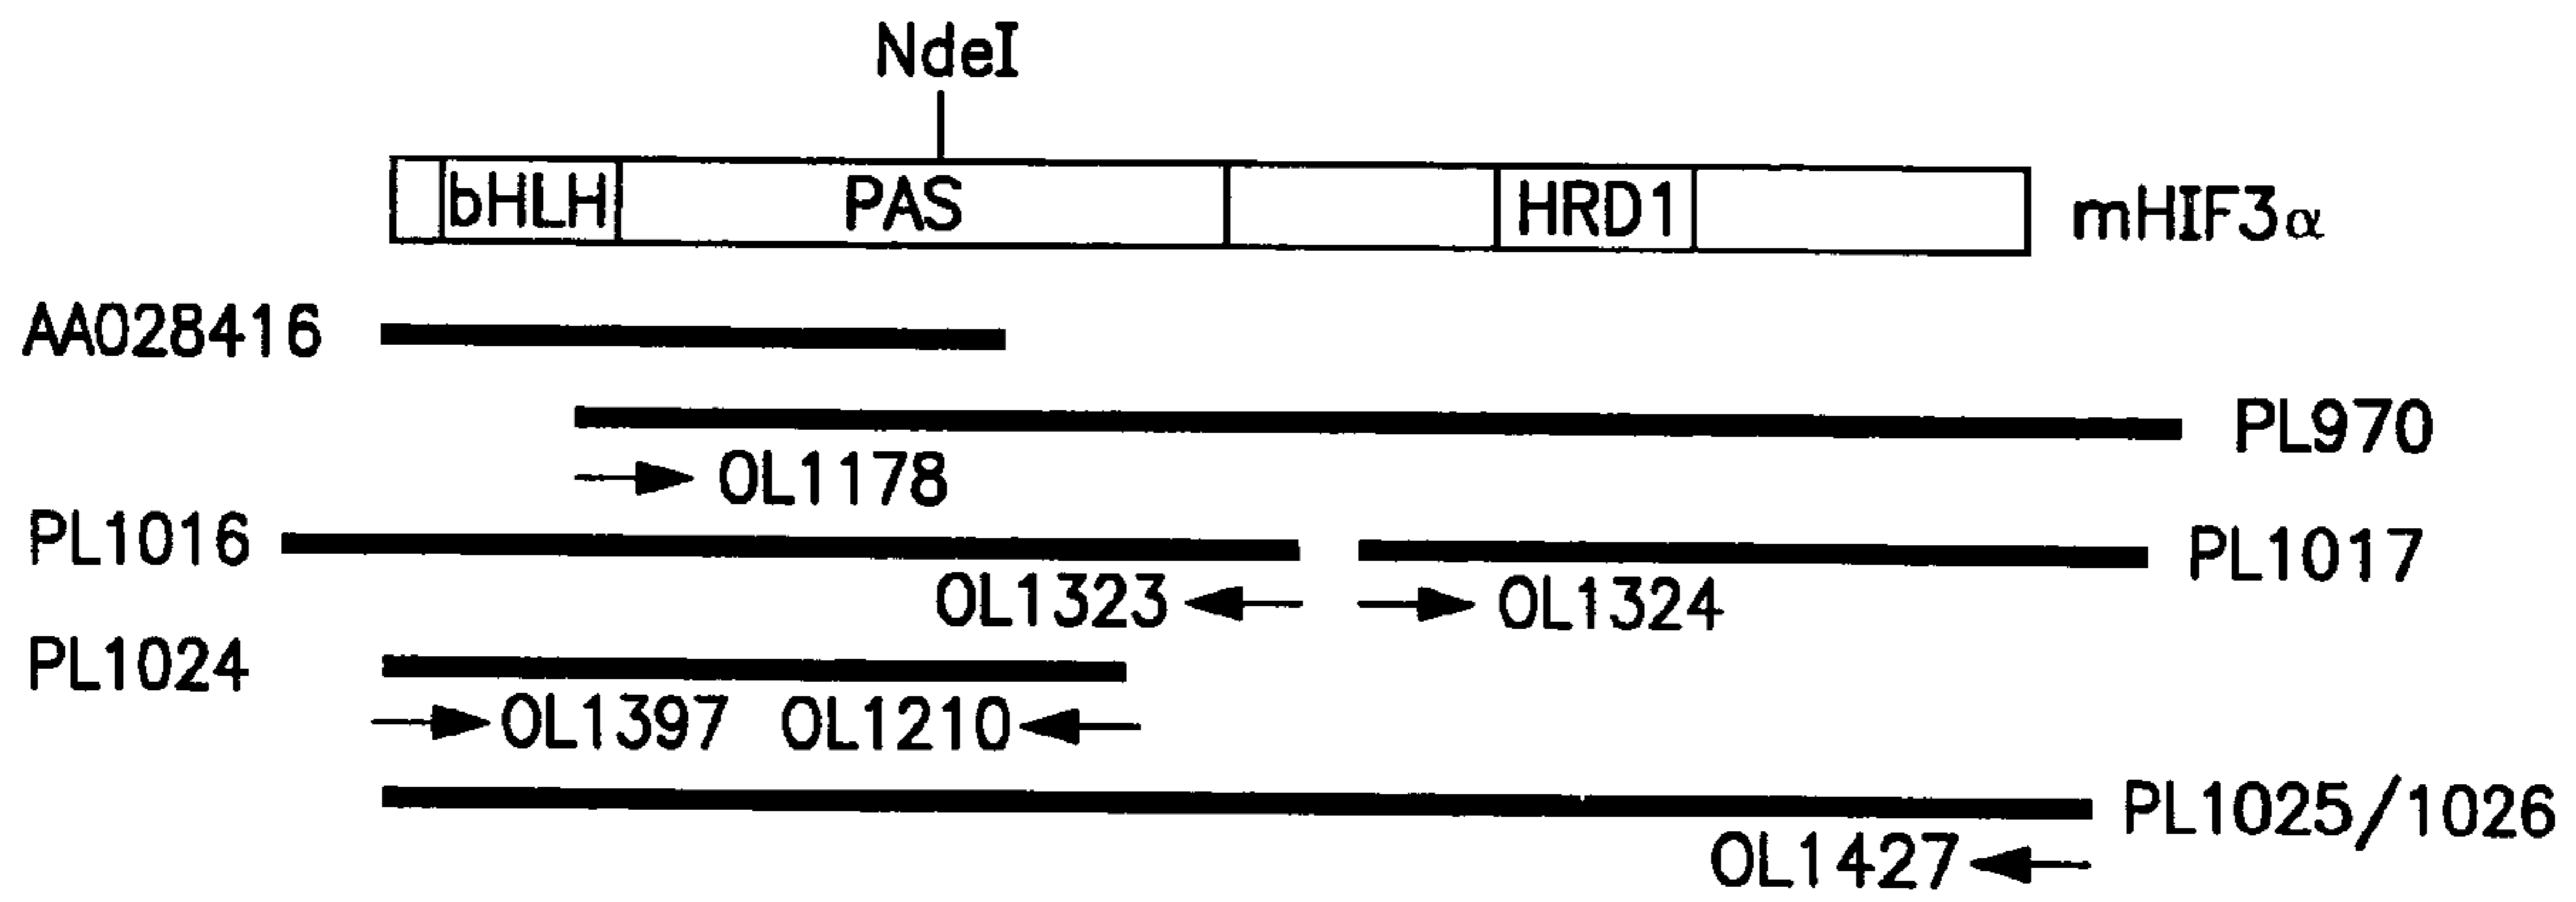 NdeI
bHLH PAS HRD1 mHIF3α
AA028416
PL970
OL1178
PL1016 PL1017
OL1323 OL1324
PL1024
OL1397 OL1210
PL1025/1026
OL1427